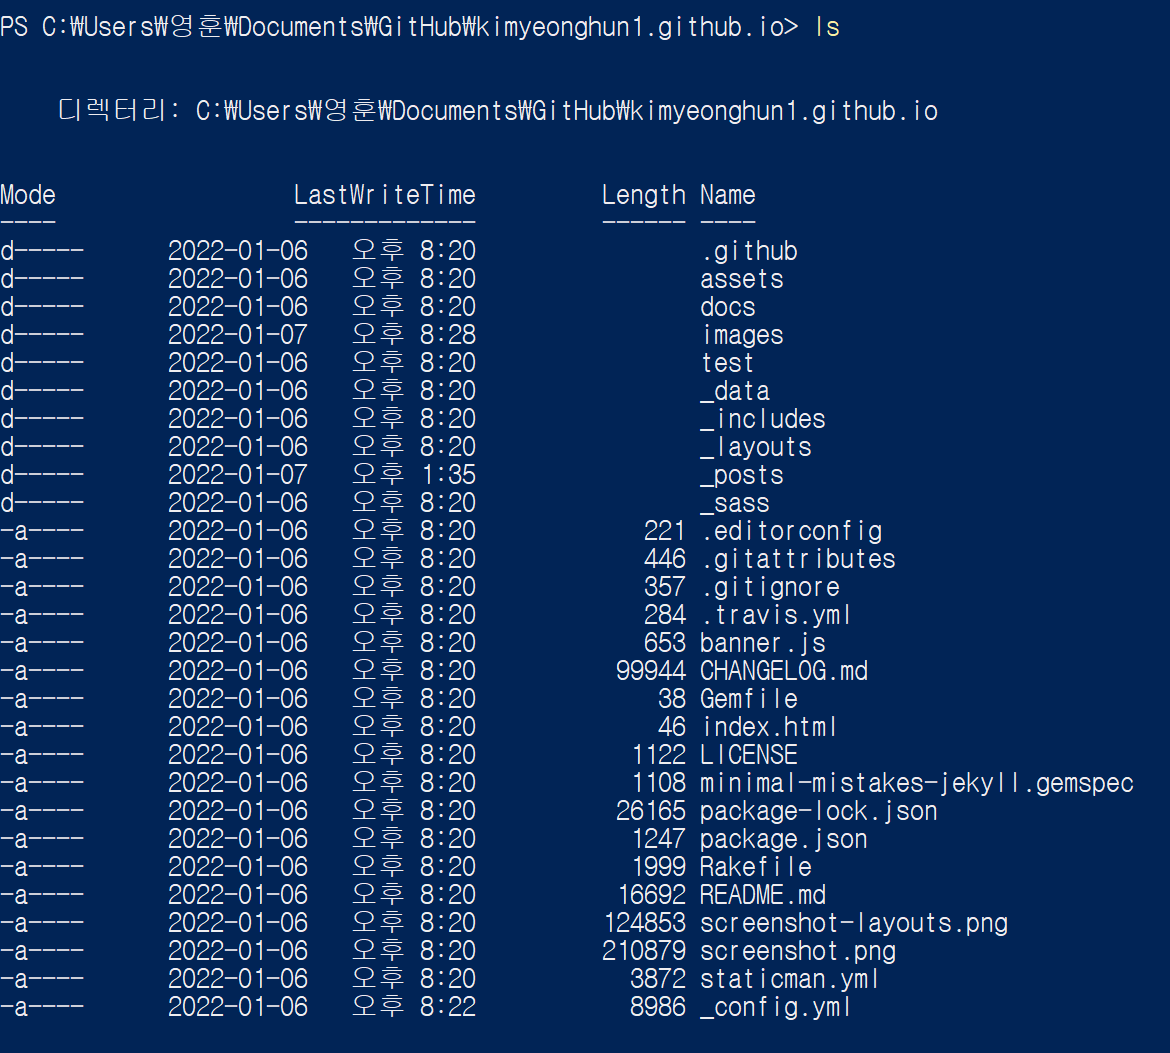 PS C:₩Users₩영훈₩Documents₩GitHub₩kimyeonghun1.github.io> ls
디렉터리: C:₩Users₩영훈₩Documents₩GitHub₩kimyeonghun1.github.io
Mode                 LastWriteTime         Length Name
----                 -------------         ------ ----
d-----      2022-01-06   오후 8:20                .github
d-----      2022-01-06   오후 8:20                assets
d-----      2022-01-06   오후 8:20                docs
d-----      2022-01-07   오후 8:28                images
d-----      2022-01-06   오후 8:20                test
d-----      2022-01-06   오후 8:20                _data
d-----      2022-01-06   오후 8:20                _includes
d-----      2022-01-06   오후 8:20                _layouts
d-----      2022-01-07   오후 1:35                _posts
d-----      2022-01-06   오후 8:20                _sass
-a----      2022-01-06   오후 8:20            221 .editorconfig
-a----      2022-01-06   오후 8:20            446 .gitattributes
-a----      2022-01-06   오후 8:20            357 .gitignore
-a----      2022-01-06   오후 8:20            284 .travis.yml
-a----      2022-01-06   오후 8:20            653 banner.js
-a----      2022-01-06   오후 8:20          99944 CHANGELOG.md
-a----      2022-01-06   오후 8:20             38 Gemfile
-a----      2022-01-06   오후 8:20             46 index.html
-a----      2022-01-06   오후 8:20           1122 LICENSE
-a----      2022-01-06   오후 8:20           1108 minimal-mistakes-jekyll.gemspec
-a----      2022-01-06   오후 8:20          26165 package-lock.json
-a----      2022-01-06   오후 8:20           1247 package.json
-a----      2022-01-06   오후 8:20           1999 Rakefile
-a----      2022-01-06   오후 8:20          16692 README.md
-a----      2022-01-06   오후 8:20         124853 screenshot-layouts.png
-a----      2022-01-06   오후 8:20         210879 screenshot.png
-a----      2022-01-06   오후 8:20           3872 staticman.yml
-a----      2022-01-06   오후 8:22           8986 _config.yml